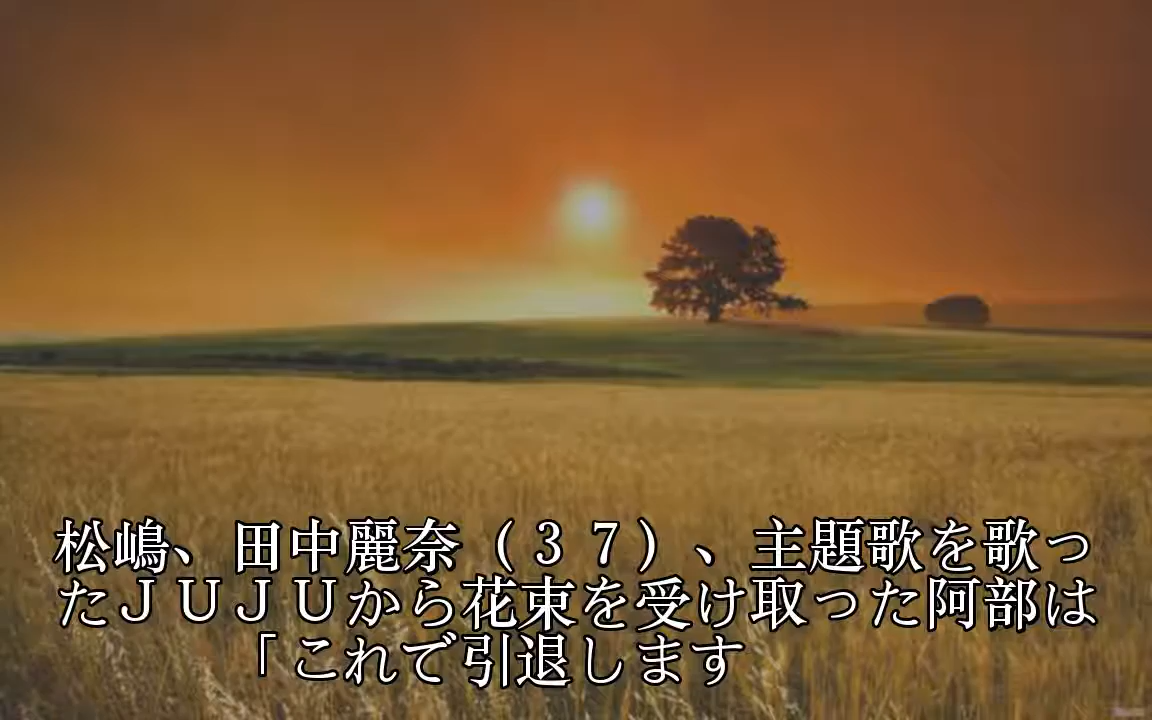 松嶋、田中麗奈（３７）、主題歌を歌っ
たＪＵＪＵから花束を受け取った阿部は
「これで引退します